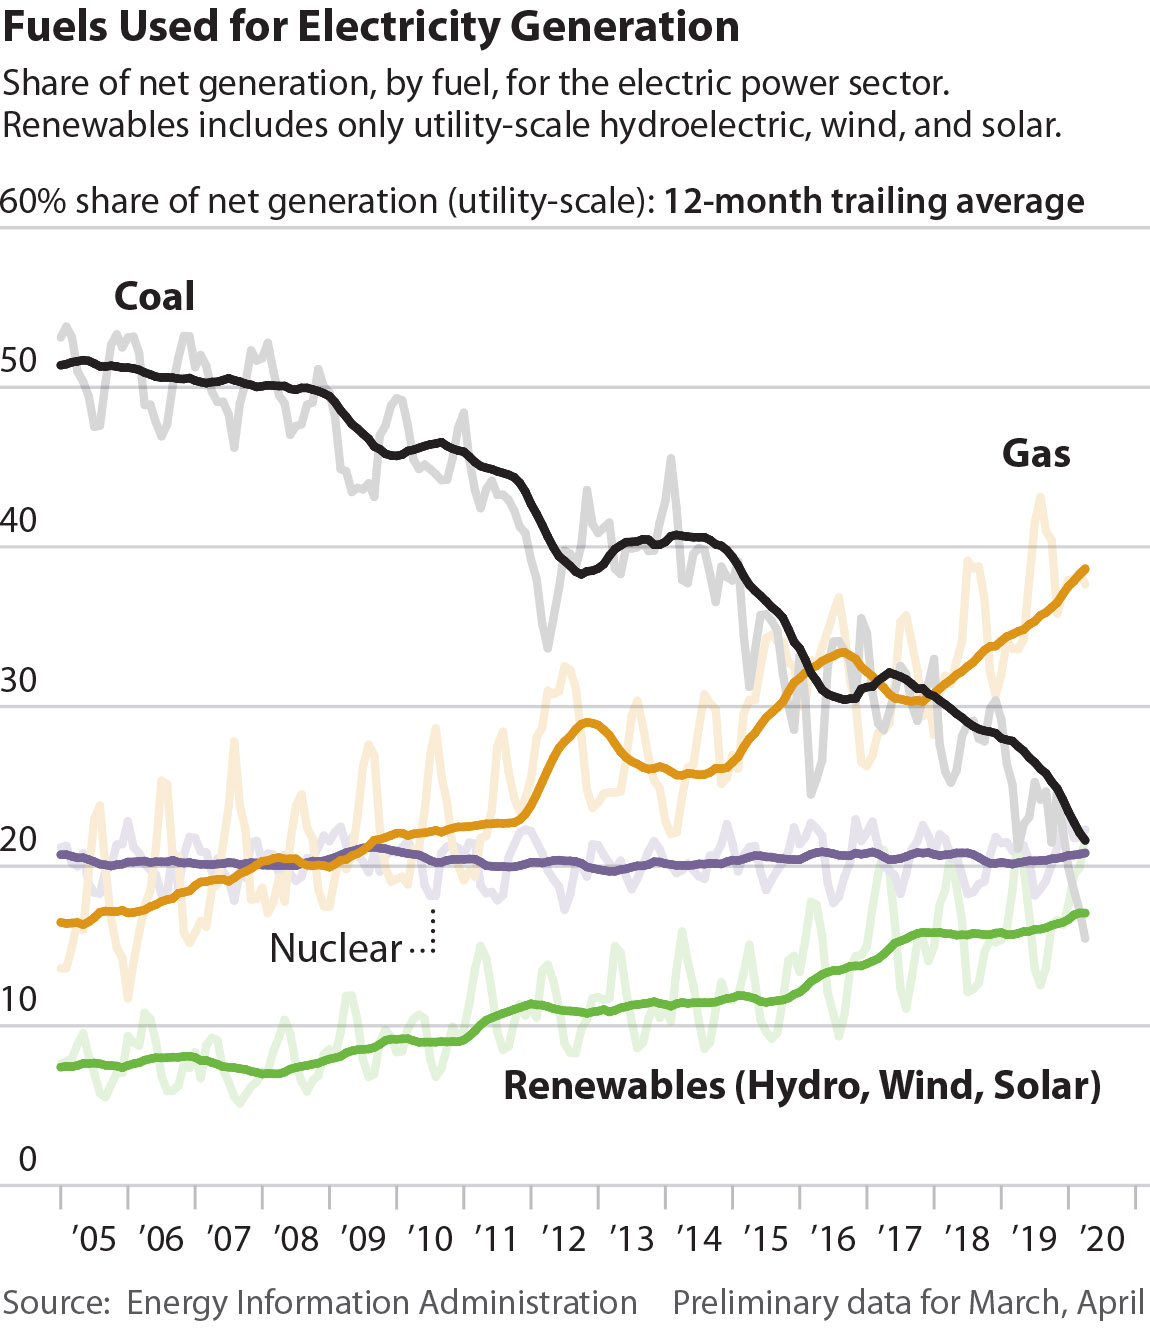 Fuels Used for Electricity Generation
Share of net generation, by fuel, for the electric power sector.
Renewables includes only utility-scale hydroelectric, wind, and solar.
60% share of net generation (utility-scale): 12-month trailing average
Coal
50
Gas
40
30
20
Nuclear
10
Renewables (Hydro, Wind, Solar)
0
’05 ’06 ’07 ’08 ’09 ’10 ’11 ’12 ’13 ’14 ’15 ’16 ’17 ’18 ’19 ’20
Source: Energy Information Administration Preliminary data for March, April